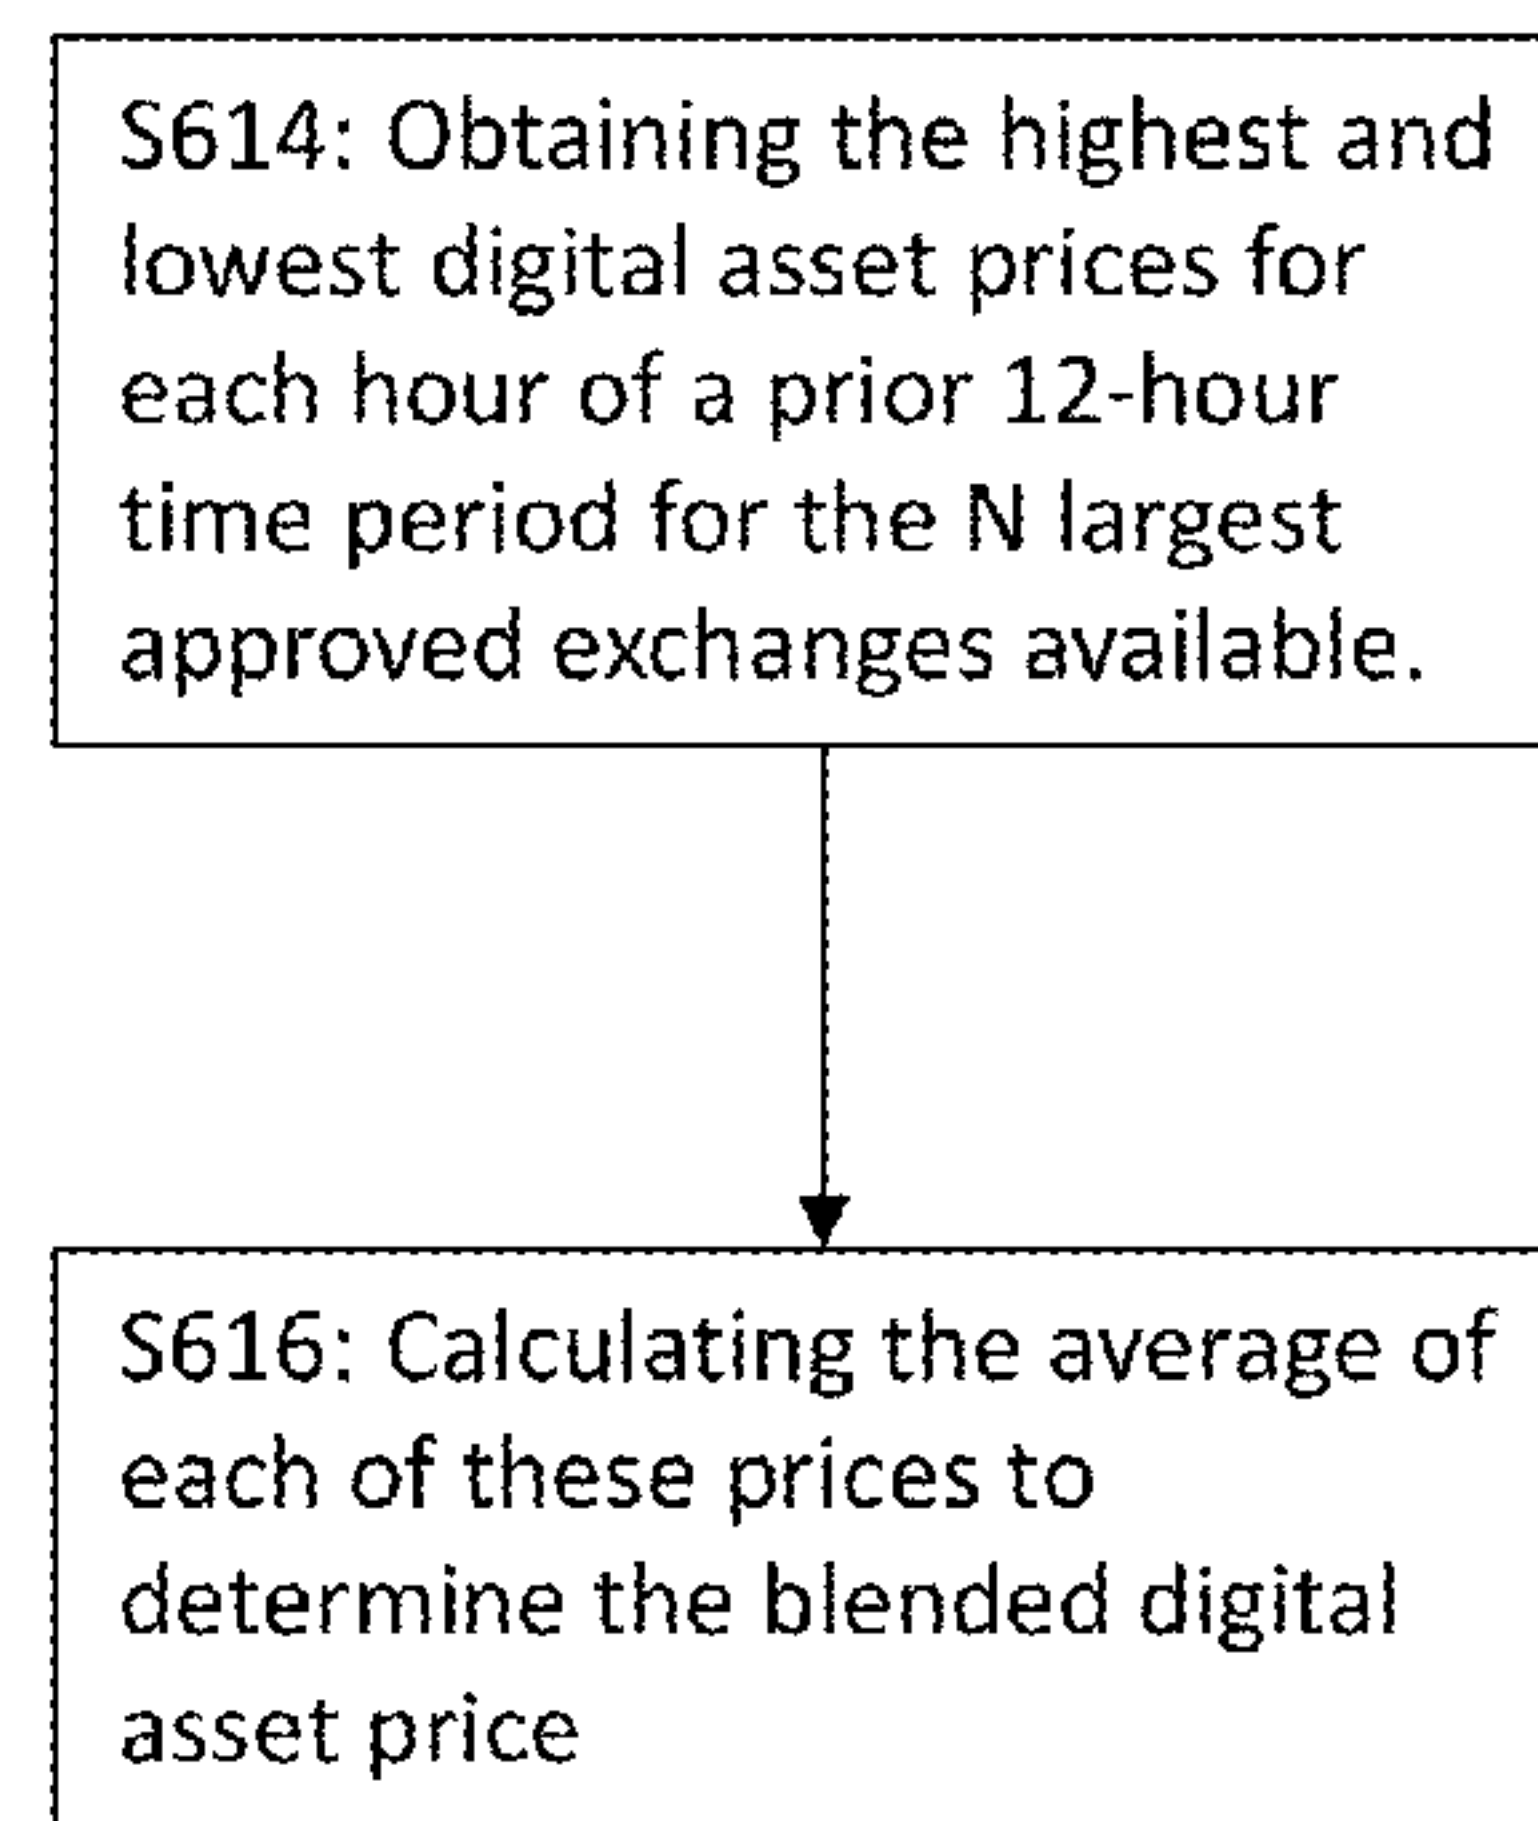 S614: Obtaining the highest and
lowest digital asset prices for
each hour of a prior 12-hour
time period for the N largest
approved exchanges available.
S616: Calculating the average of
each of these prices to
determine the blended digital
asset price